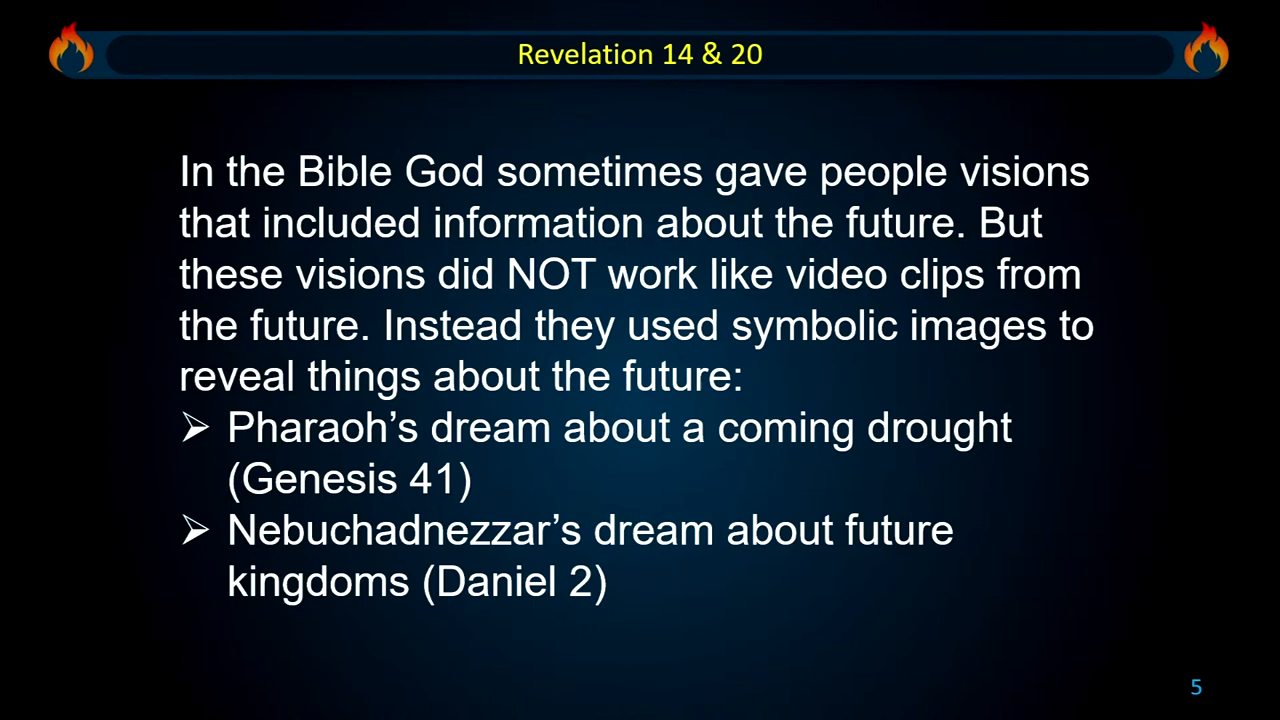 Revelation 14 & 20
In the Bible God sometimes gave people visions
that included information about the future. But
these visions did NOT work like video clips from
the future. Instead they used symbolic images to
reveal things about the future:
➢ Pharaoh’s dream about a coming drought
(Genesis 41)
➢ Nebuchadnezzar’s dream about future
kingdoms (Daniel 2)
5